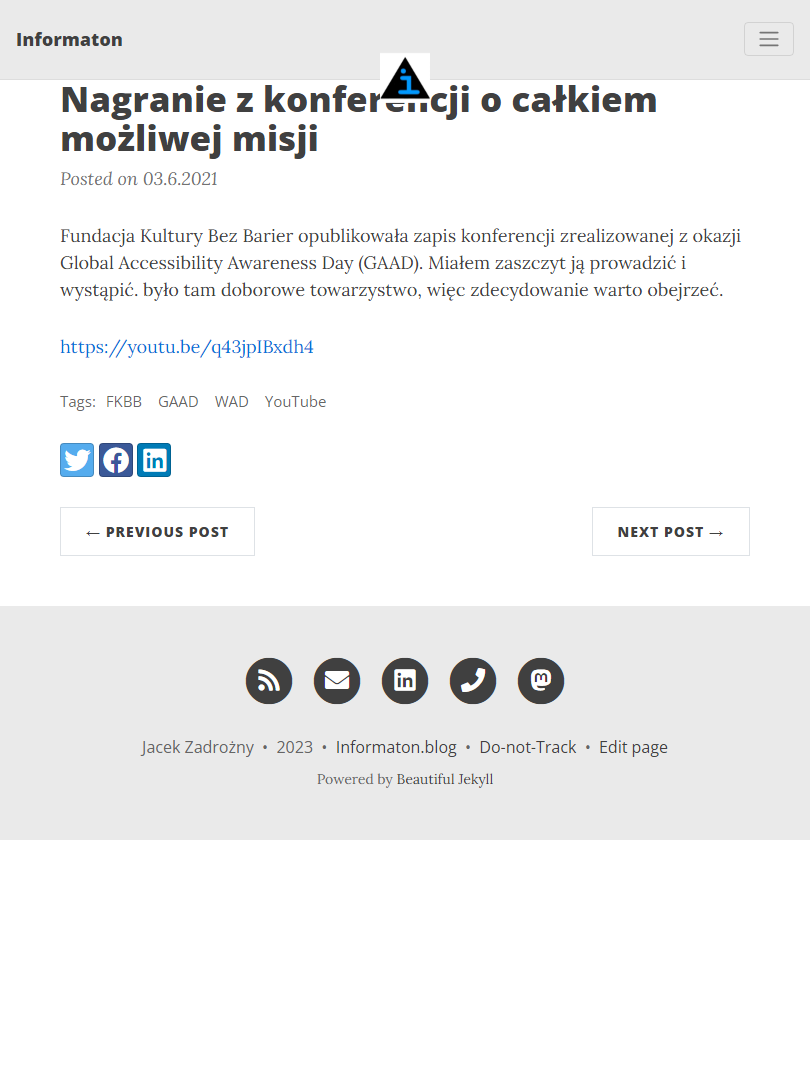 Informaton
Nagranie z konferencji o całkiem
możliwej misji
Posted on 03.6.2021
Fundacja Kultury Bez Barier opublikowała zapis konferencji zrealizowanej z okazji
Global Accessibility Awareness Day (GAAD). Miałem zaszczyt ją prowadzić i
wystąpić. było tam doborowe towarzystwo, więc zdecydowanie warto obejrzeć.
https://youtu.be/q43jpIBxdh4
Tags: FKBB GAAD WAD YouTube
← PREVIOUS POST
NEXT POST →
Jacek Zadrożny • 2023 • Informaton.blog • Do-not-Track • Edit page
Powered by Beautiful Jekyll